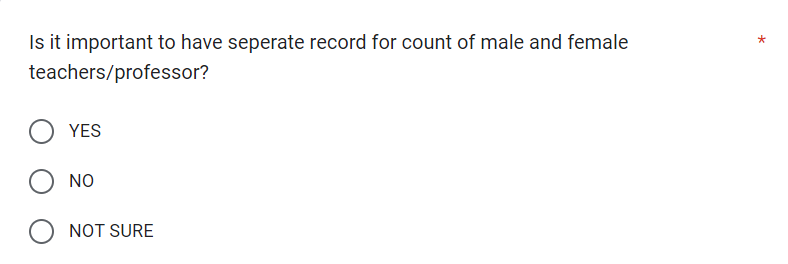 Is it important to have seperate record for count of male and female *
teachers/professor?
YES
NO
NOT SURE